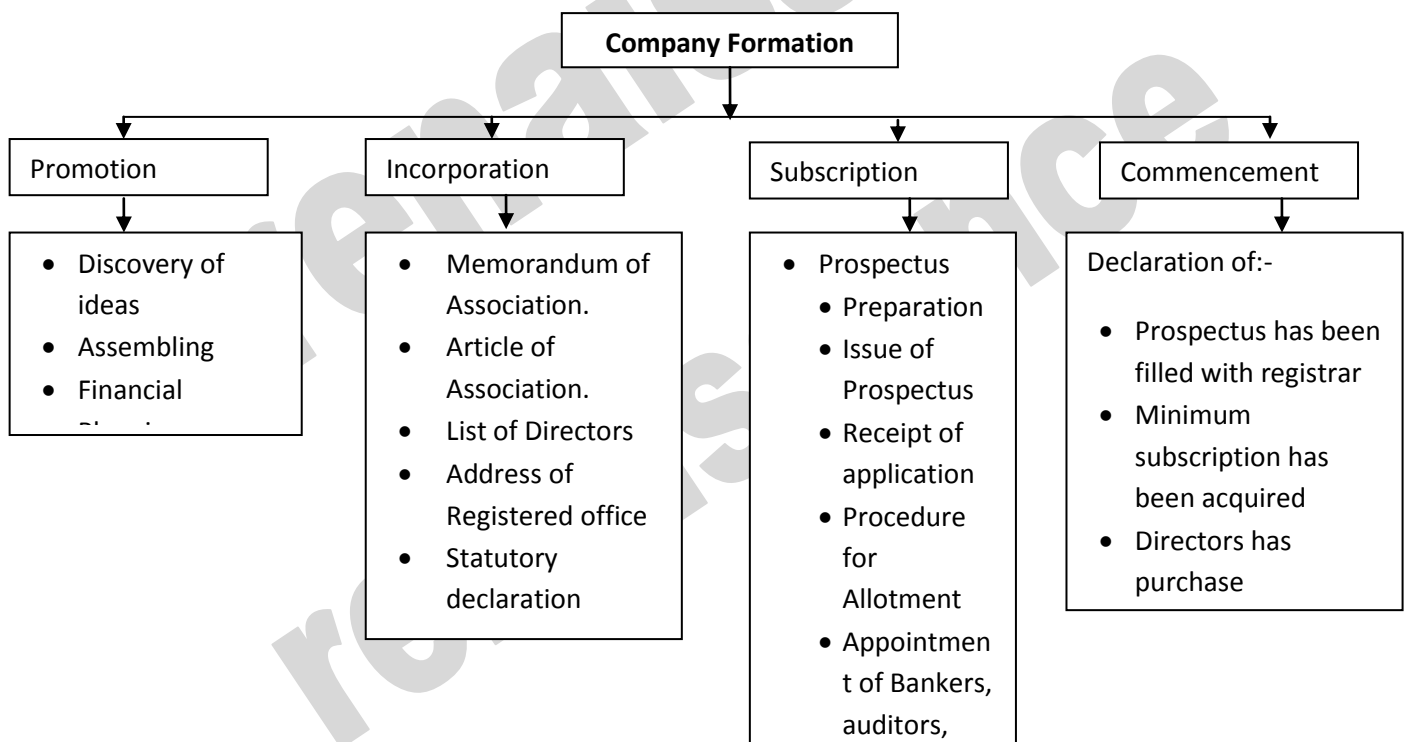 Company Formation
Promotion
Incorporation
Subscription
Commencement
• Discovery of
ideas
• Assembling
• Financial
• Memorandum of
Association.
• Article of
Association.
• List of Directors
• Address of
Registered office
• Statutory
declaration
• Prospectus
• Preparation
• Issue of
Prospectus
• Receipt of
application
• Procedure
for
Allotment
• Appointmen
t of Bankers,
auditors,
Declaration of:-
• Prospectus has been
filled with registrar
• Minimum
subscription has
been acquired
• Directors has
purchase
renaissance